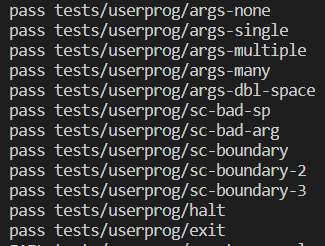 pass tests/userprog/args-none
pass tests/userprog/args-single
pass tests/userprog/args-multiple
pass tests/userprog/args-many
pass tests/userprog/args-dbl-space
pass tests/userprog/sc-bad-sp
pass tests/userprog/sc-bad-arg
pass tests/userprog/sc-boundary
pass tests/userprog/sc-boundary-2
pass tests/userprog/sc-boundary-3
pass tests/userprog/halt
pass tests/userprog/exit